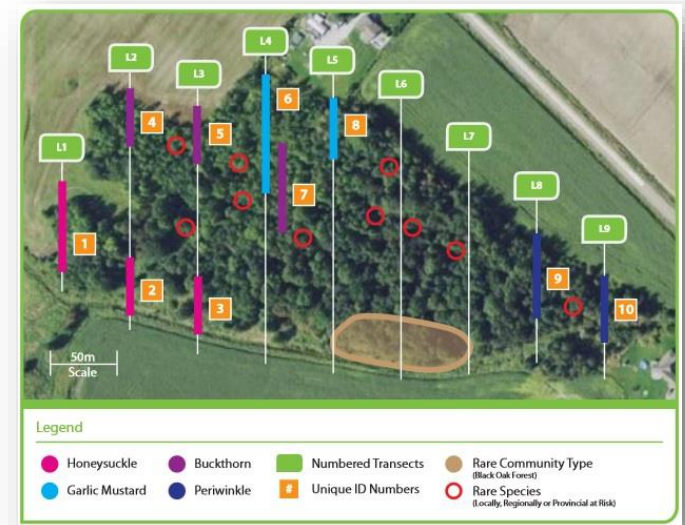 L4
L2
L5
L3
L6
6
4
8
5
L1
L7
L8
7
L9
1
2
9
3
10
50m
Scale
Legend
Honeysuckle
Buckthorn
Numbered Transects
Rare Community Type
(Black Oak Forest)
Garlic Mustard
Periwinkle
# Unique ID Numbers
Rare Species
(Locally, Regionally or Provincial at Risk)